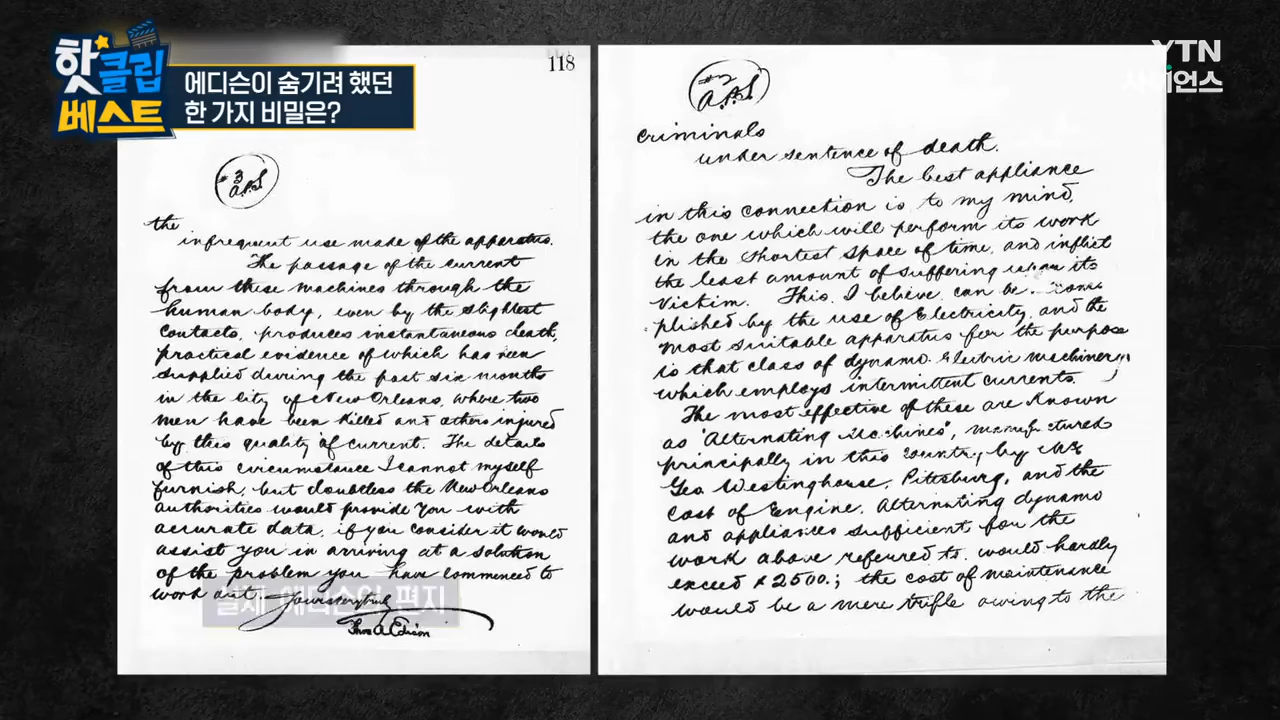 핫클립
베스트
에디슨이 숨기려 했던
한 가지 비밀은?
YTN
사이언스
118
#3
A.P.S.
the
infrequent use made of the apparatus.
The passage of the current
from these machines through the
human body, even by the slightest
contacts, produces instantaneous death,
practical evidence of which has been
supplied during the past six months
in the city of New Orleans, where two
men have been killed and others injured
by this quality of current. The details
of this circumstance I cannot myself
furnish, but doubtless the New Orleans
authorities would provide you with
accurate data, if you consider it would
assist you in arriving at a solution
of the problem you have commenced to
work out.
Yours very truly
Thos A Edison
실제 에디슨의 편지
#2
A.P.S.
criminals
under sentence of death.
The best appliance
in this connection is to my mind,
the one which will perform its work
in the shortest space of time, and inflict
the least amount of suffering upon its
Victim. This, I believe can be
plished by the use of Electricity, and the
most suitable apparatus for the purpose
is that class of dynamo-electric machinery
which employs intermittent currents.
The most effective of these are known
as "Alternating Machines", manufactured
principally in this country by Mr
Geo Westinghouse, Pittsburg, and the
Cost of Engine, Alternating dynamo
and appliances sufficient for the
work above referred to, would hardly
exceed $2500.; the cost of maintenance
would be a mere trifle owing to the